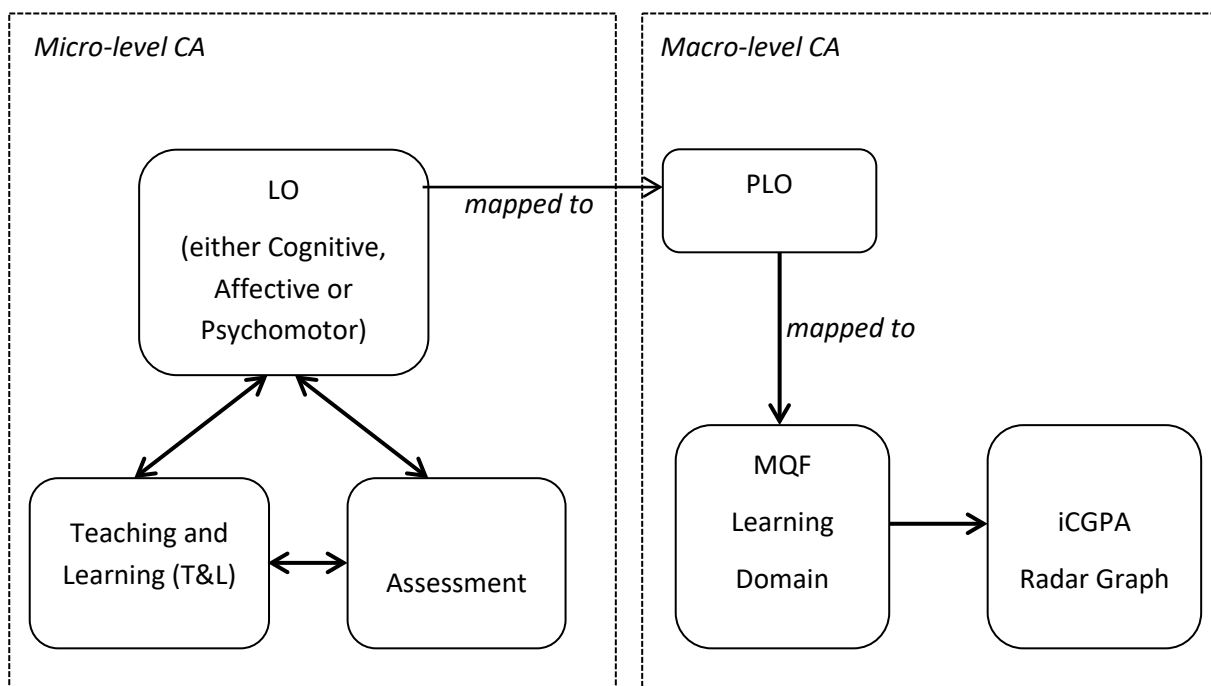 Micro-level CA
Macro-level CA
LO
(either Cognitive,
Affective or
Psychomotor)
mapped to
PLO
mapped to
MQF
Learning
Domain
iCGPA
Radar Graph
Teaching and
Learning (T&L)
Assessment